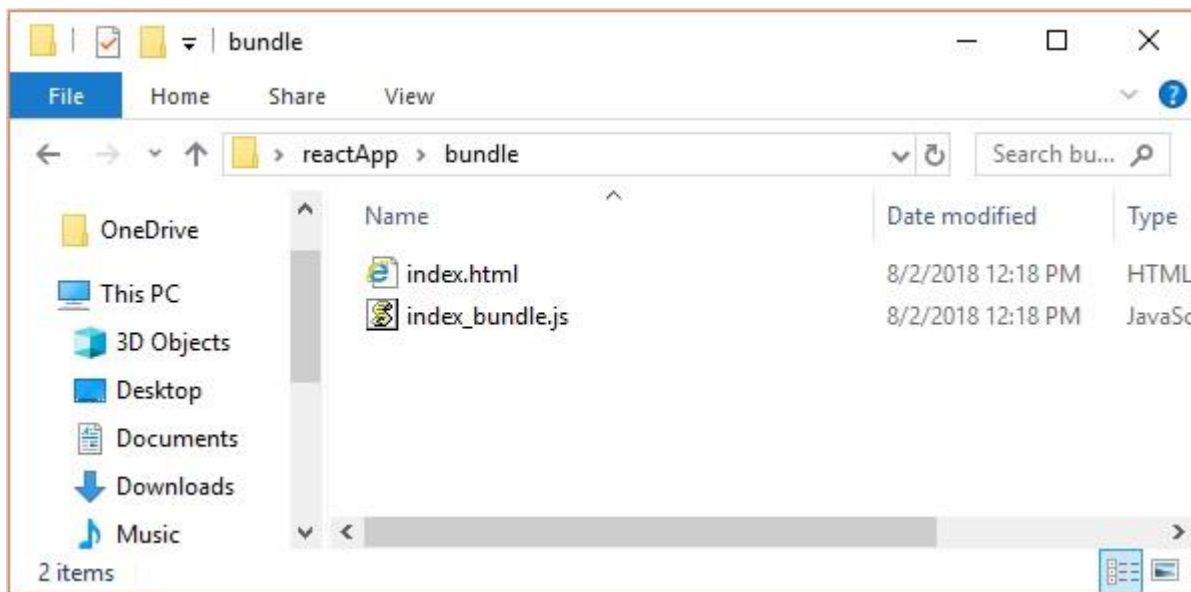 bundle
File Home Share View ?
reactApp > bundle Search bu...
Name Date modified Type
OneDrive
This PC
3D Objects
Desktop
Documents
Downloads
Music
index.html 8/2/2018 12:18 PM HTML
index_bundle.js 8/2/2018 12:18 PM JavaSc
2 items